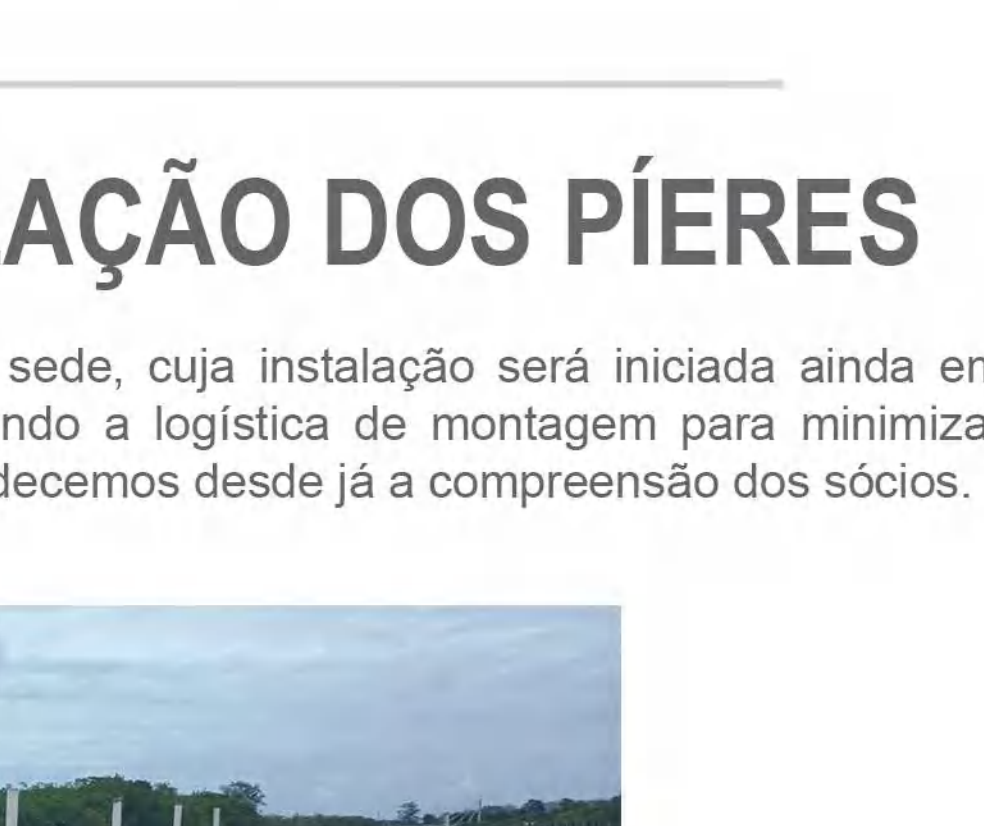 AÇÃO DOS PÍERES
sede, cuja instalação será iniciada ainda em
ndo a logística de montagem para minimiza
decemos desde já a compreensão dos sócios.